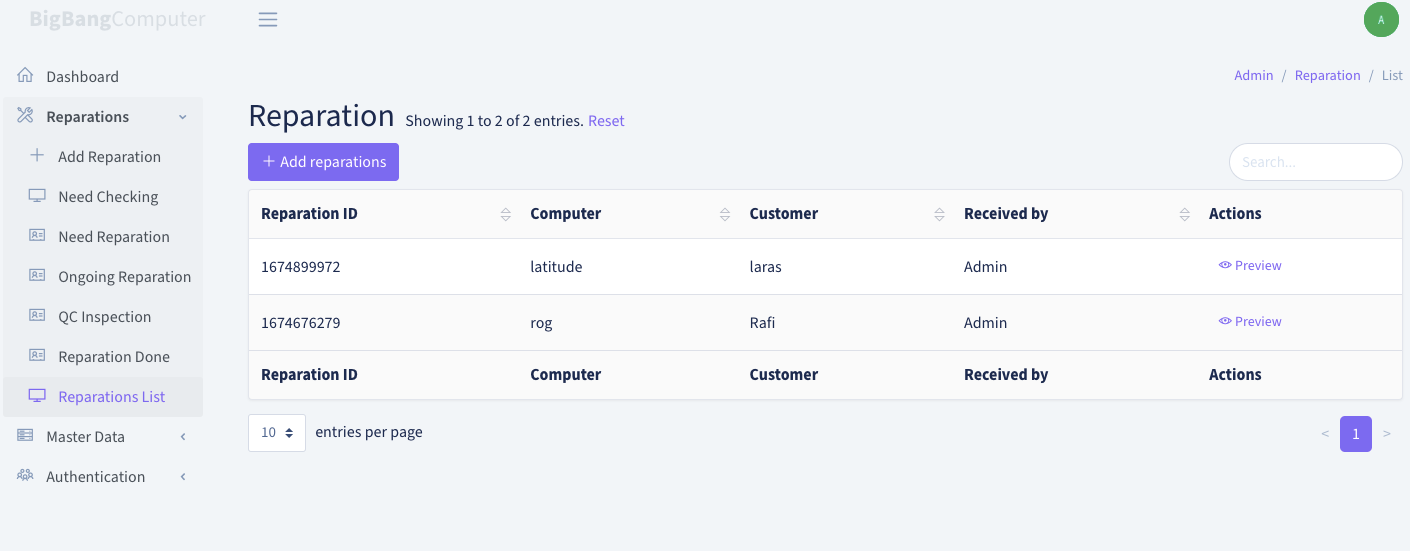 BigBangComputer
A
Dashboard
Admin / Reparation / List
Reparations
Reparation Showing 1 to 2 of 2 entries. Reset
Add Reparation
Add reparations
Search...
Need Checking
Need Reparation
Ongoing Reparation
QC Inspection
Reparation Done
Reparations List
Master Data
Authentication
Reparation ID Computer Customer Received by Actions
1674899972 latitude laras Admin Preview
1674676279 rog Rafi Admin Preview
Reparation ID Computer Customer Received by Actions
10 entries per page
< 1 >